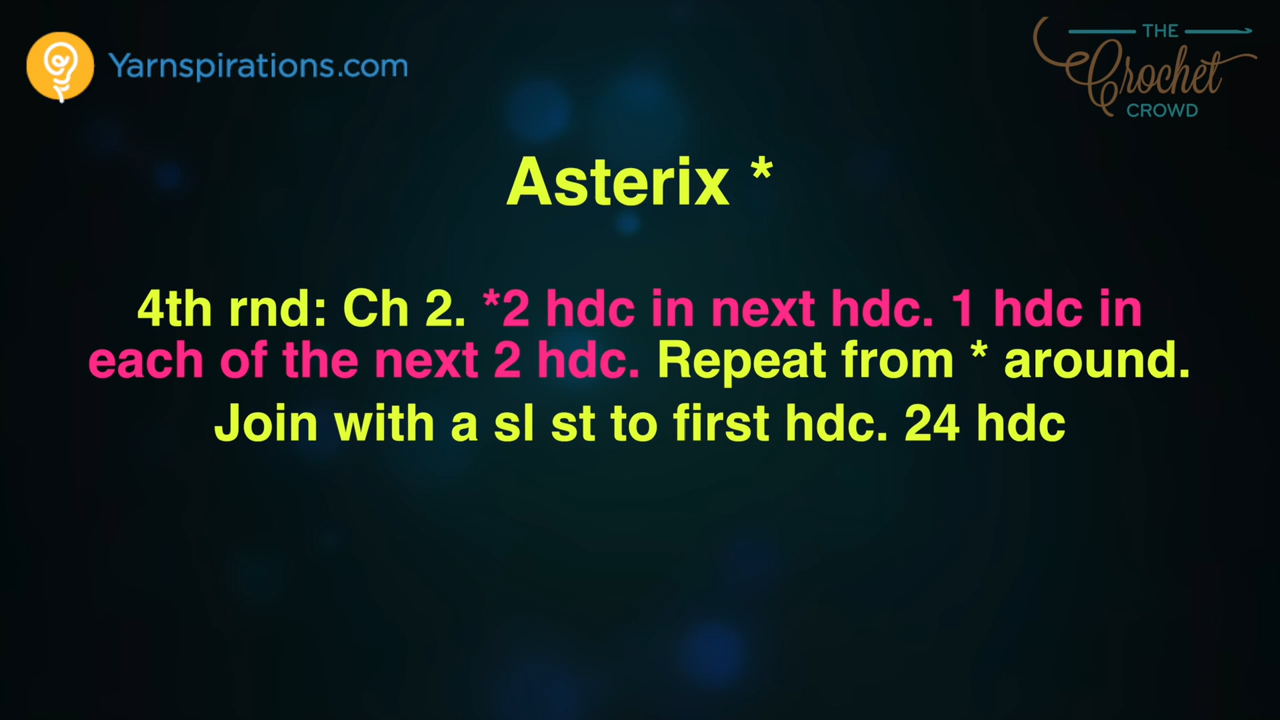 Yarnspirations.com
THE
Crochet
CROWD
Asterix *
4th rnd: Ch 2. *2 hdc in next hdc. 1 hdc in
each of the next 2 hdc. Repeat from * around.
Join with a sl st to first hdc. 24 hdc